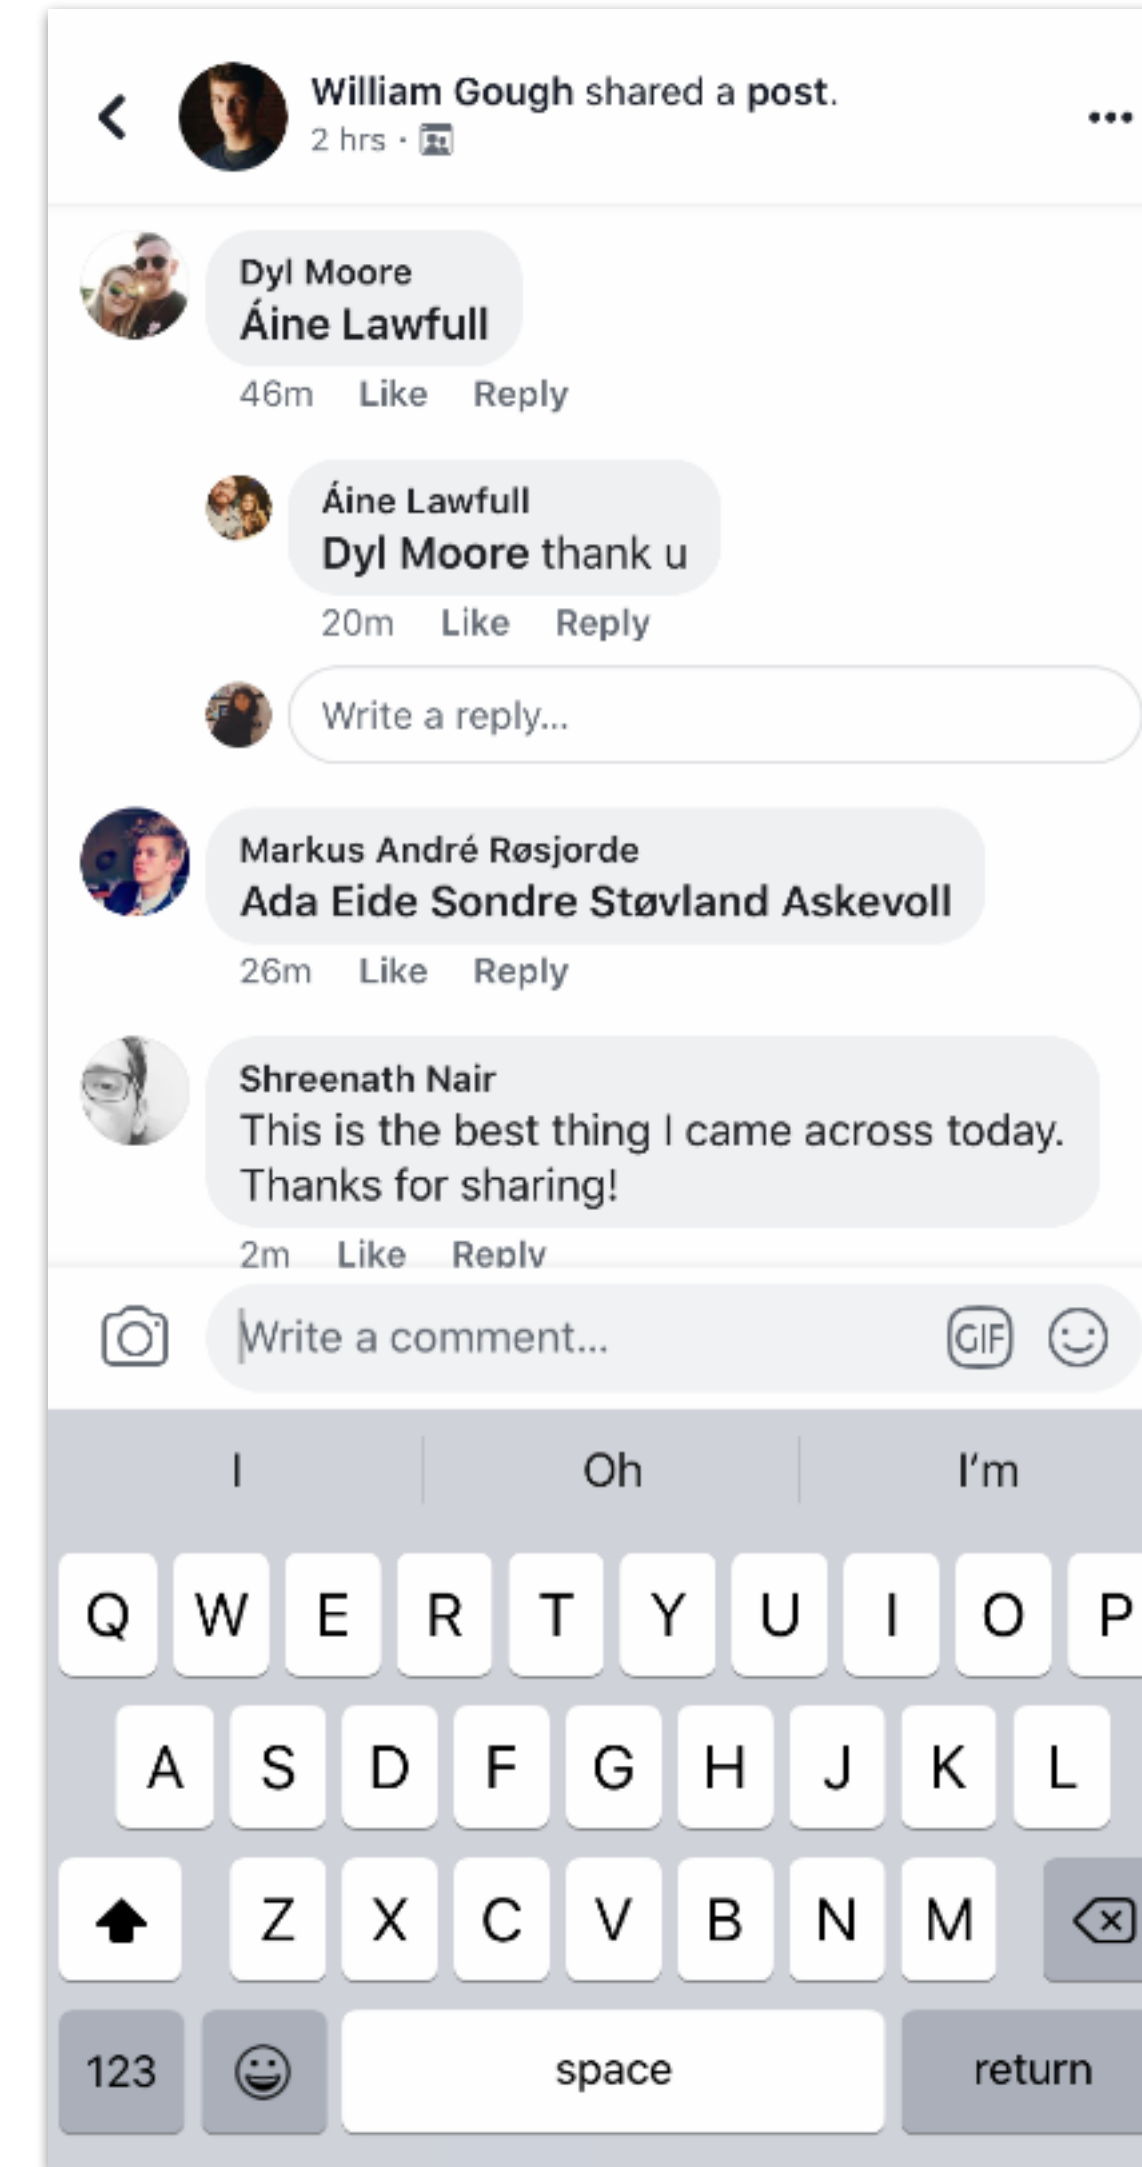 William Gough shared a post.
2 hrs ·
Dyl Moore
Áine Lawfull
46m Like Reply
Áine Lawfull
Dyl Moore thank u
20m Like Reply
Write a reply...
Markus André Røsjorde
Ada Eide Sondre Støvland Askevoll
26m Like Reply
Shreenath Nair
This is the best thing I came across today.
Thanks for sharing!
2m Like Reply
Write a comment... GIF
I Oh I'm
Q W E R T Y U I O P
A S D F G H J K L
Z X C V B N M
123 space return